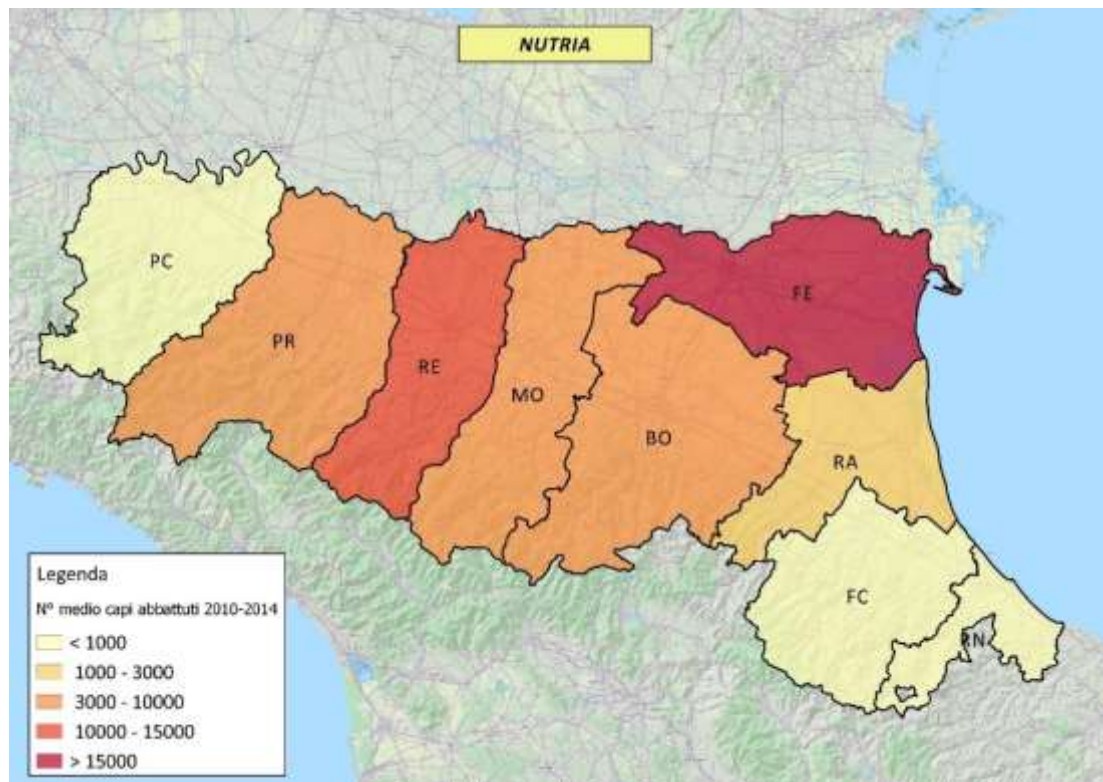 NUTRIA
PC
PR
RE
MO
BO
FE
RA
FC
RN
Legenda
N° medio capi abbattuti 2010-2014
< 1000
1000 - 3000
3000 - 10000
10000 - 15000
> 15000